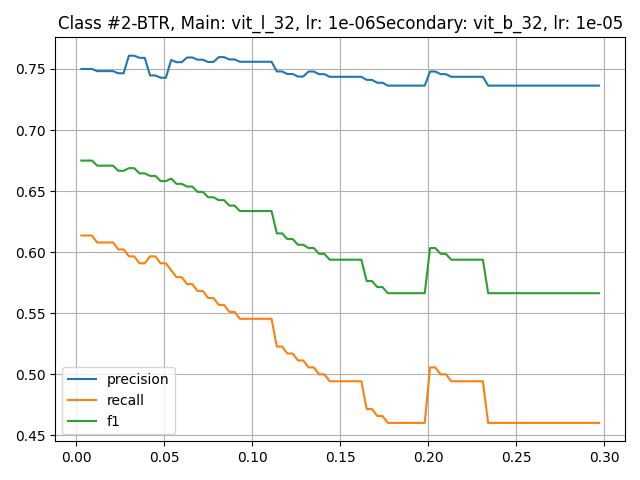 Class #2-BTR, Main: vit_l_32, lr: 1e-06Secondary: vit_b_32, lr: 1e-05
0.75
0.70
0.65
0.60
0.55
0.50
0.45
precision
recall
f1
0.00 0.05 0.10 0.15 0.20 0.25 0.30